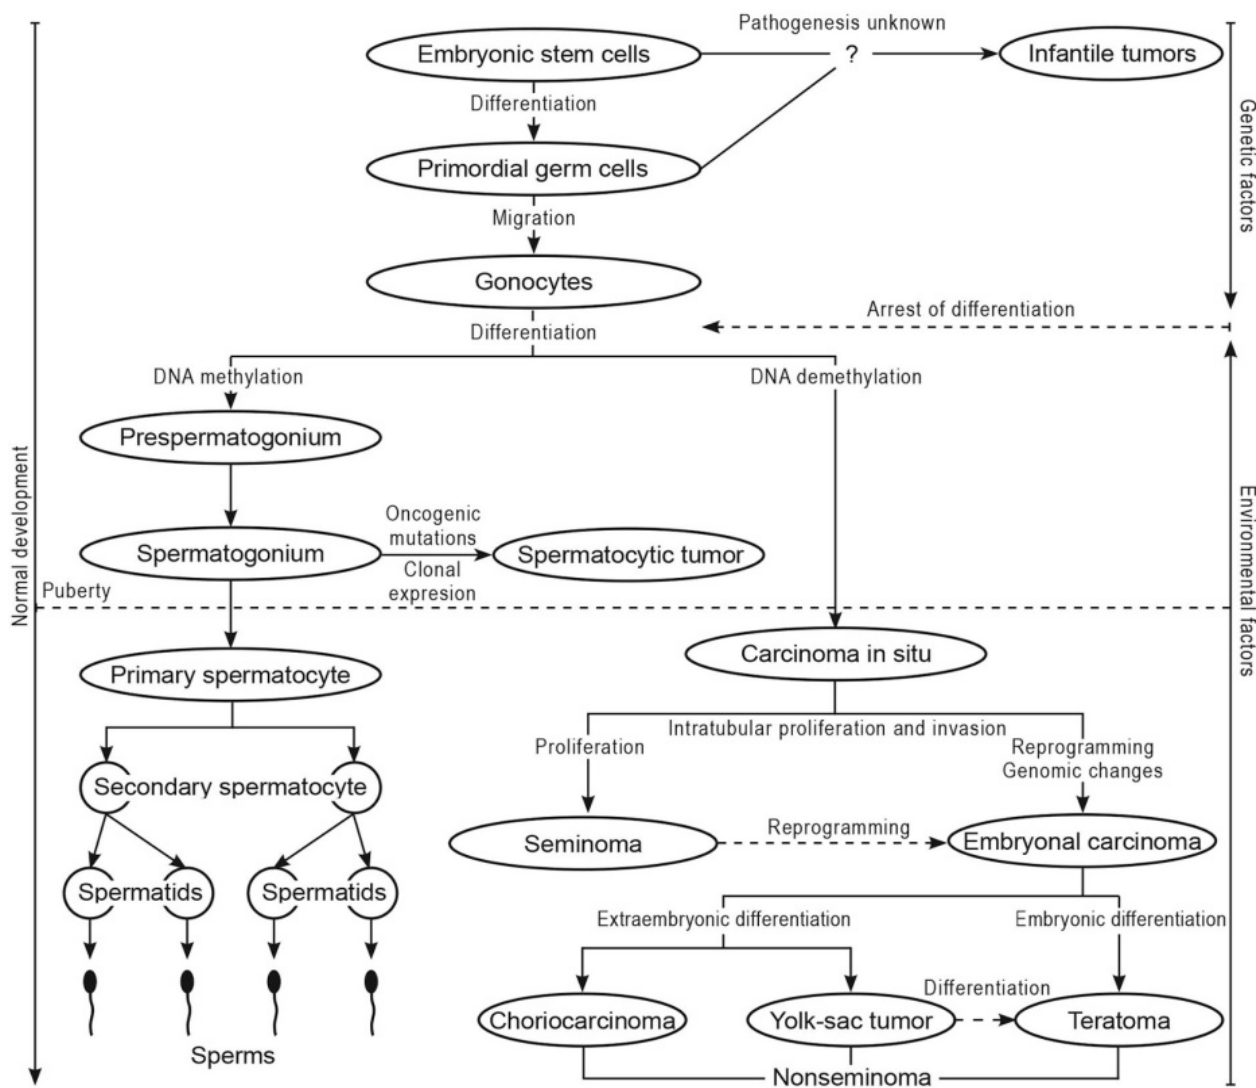 Pathogenesis unknown
Embryonic stem cells
?
Infantile tumors
Differentiation
Genetic factors
Primordial germ cells
Migration
Gonocytes
Arrest of differentiation
Differentiation
DNA methylation
DNA demethylation
Prespermatogonium
Normal development
Environmental factors
Oncogenic
mutations
Spermatogonium
Spermatocytic tumor
Clonal
expresion
Puberty
Carcinoma in situ
Primary spermatocyte
Intratubular proliferation and invasion
Proliferation
Reprogramming
Genomic changes
Secondary spermatocyte
Seminoma
Reprogramming
Embryonal carcinoma
Spermatids
Spermatids
Extraembryonic differentiation
Embryonic differentiation
Differentiation
Choriocarcinoma
Yolk-sac tumor
Teratoma
Sperms
Nonseminoma